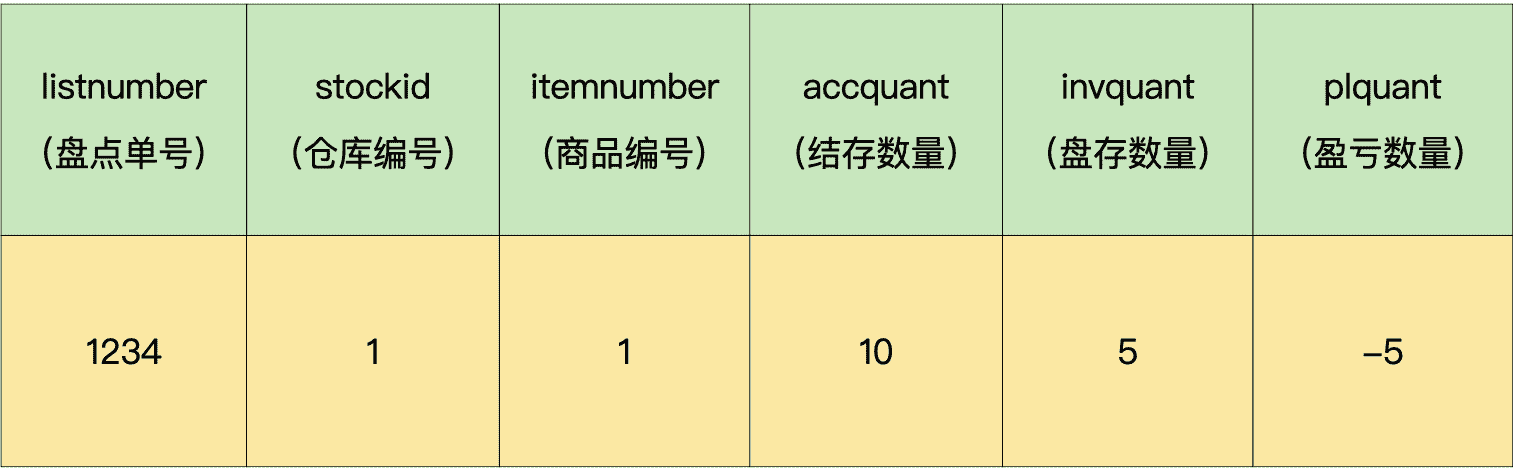 listnumber
（盘点单号）
stockid
（仓库编号）
itemnumber
（商品编号）
accquant
（结存数量）
invquant
（盘存数量）
plquant
（盈亏数量）
1234
1
1
10
5
-5